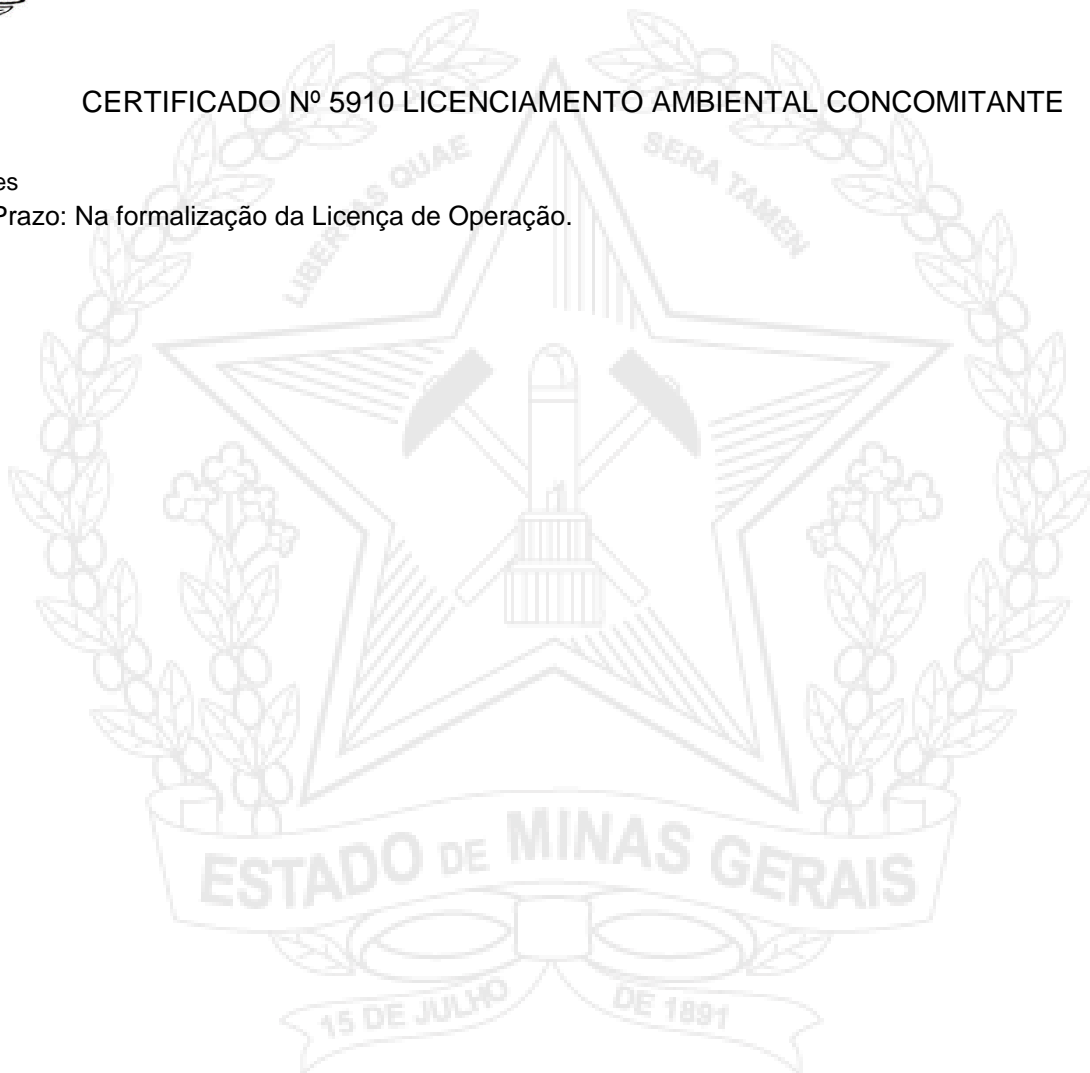 CERTIFICADO Nº 5910 LICENCIAMENTO AMBIENTAL CONCOMITANTE
LIBERTAS QUAE SERA TAMEN
es
Prazo: Na formalização da Licença de Operação.
ESTADO DE MINAS GERAIS
15 DE JULHO DE 1891